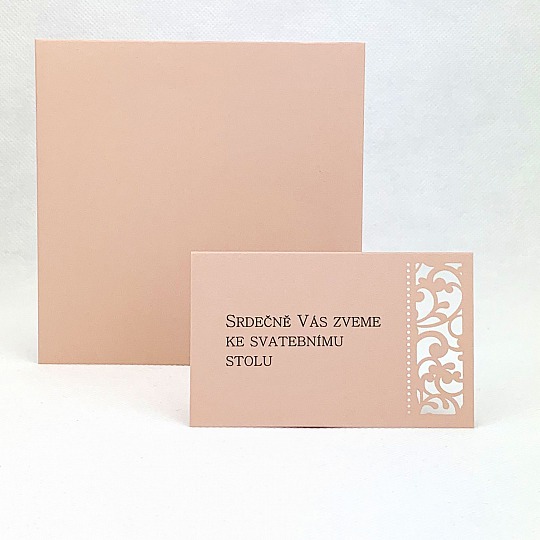 Srdečně Vás zveme
ke svatebnímu
stolu